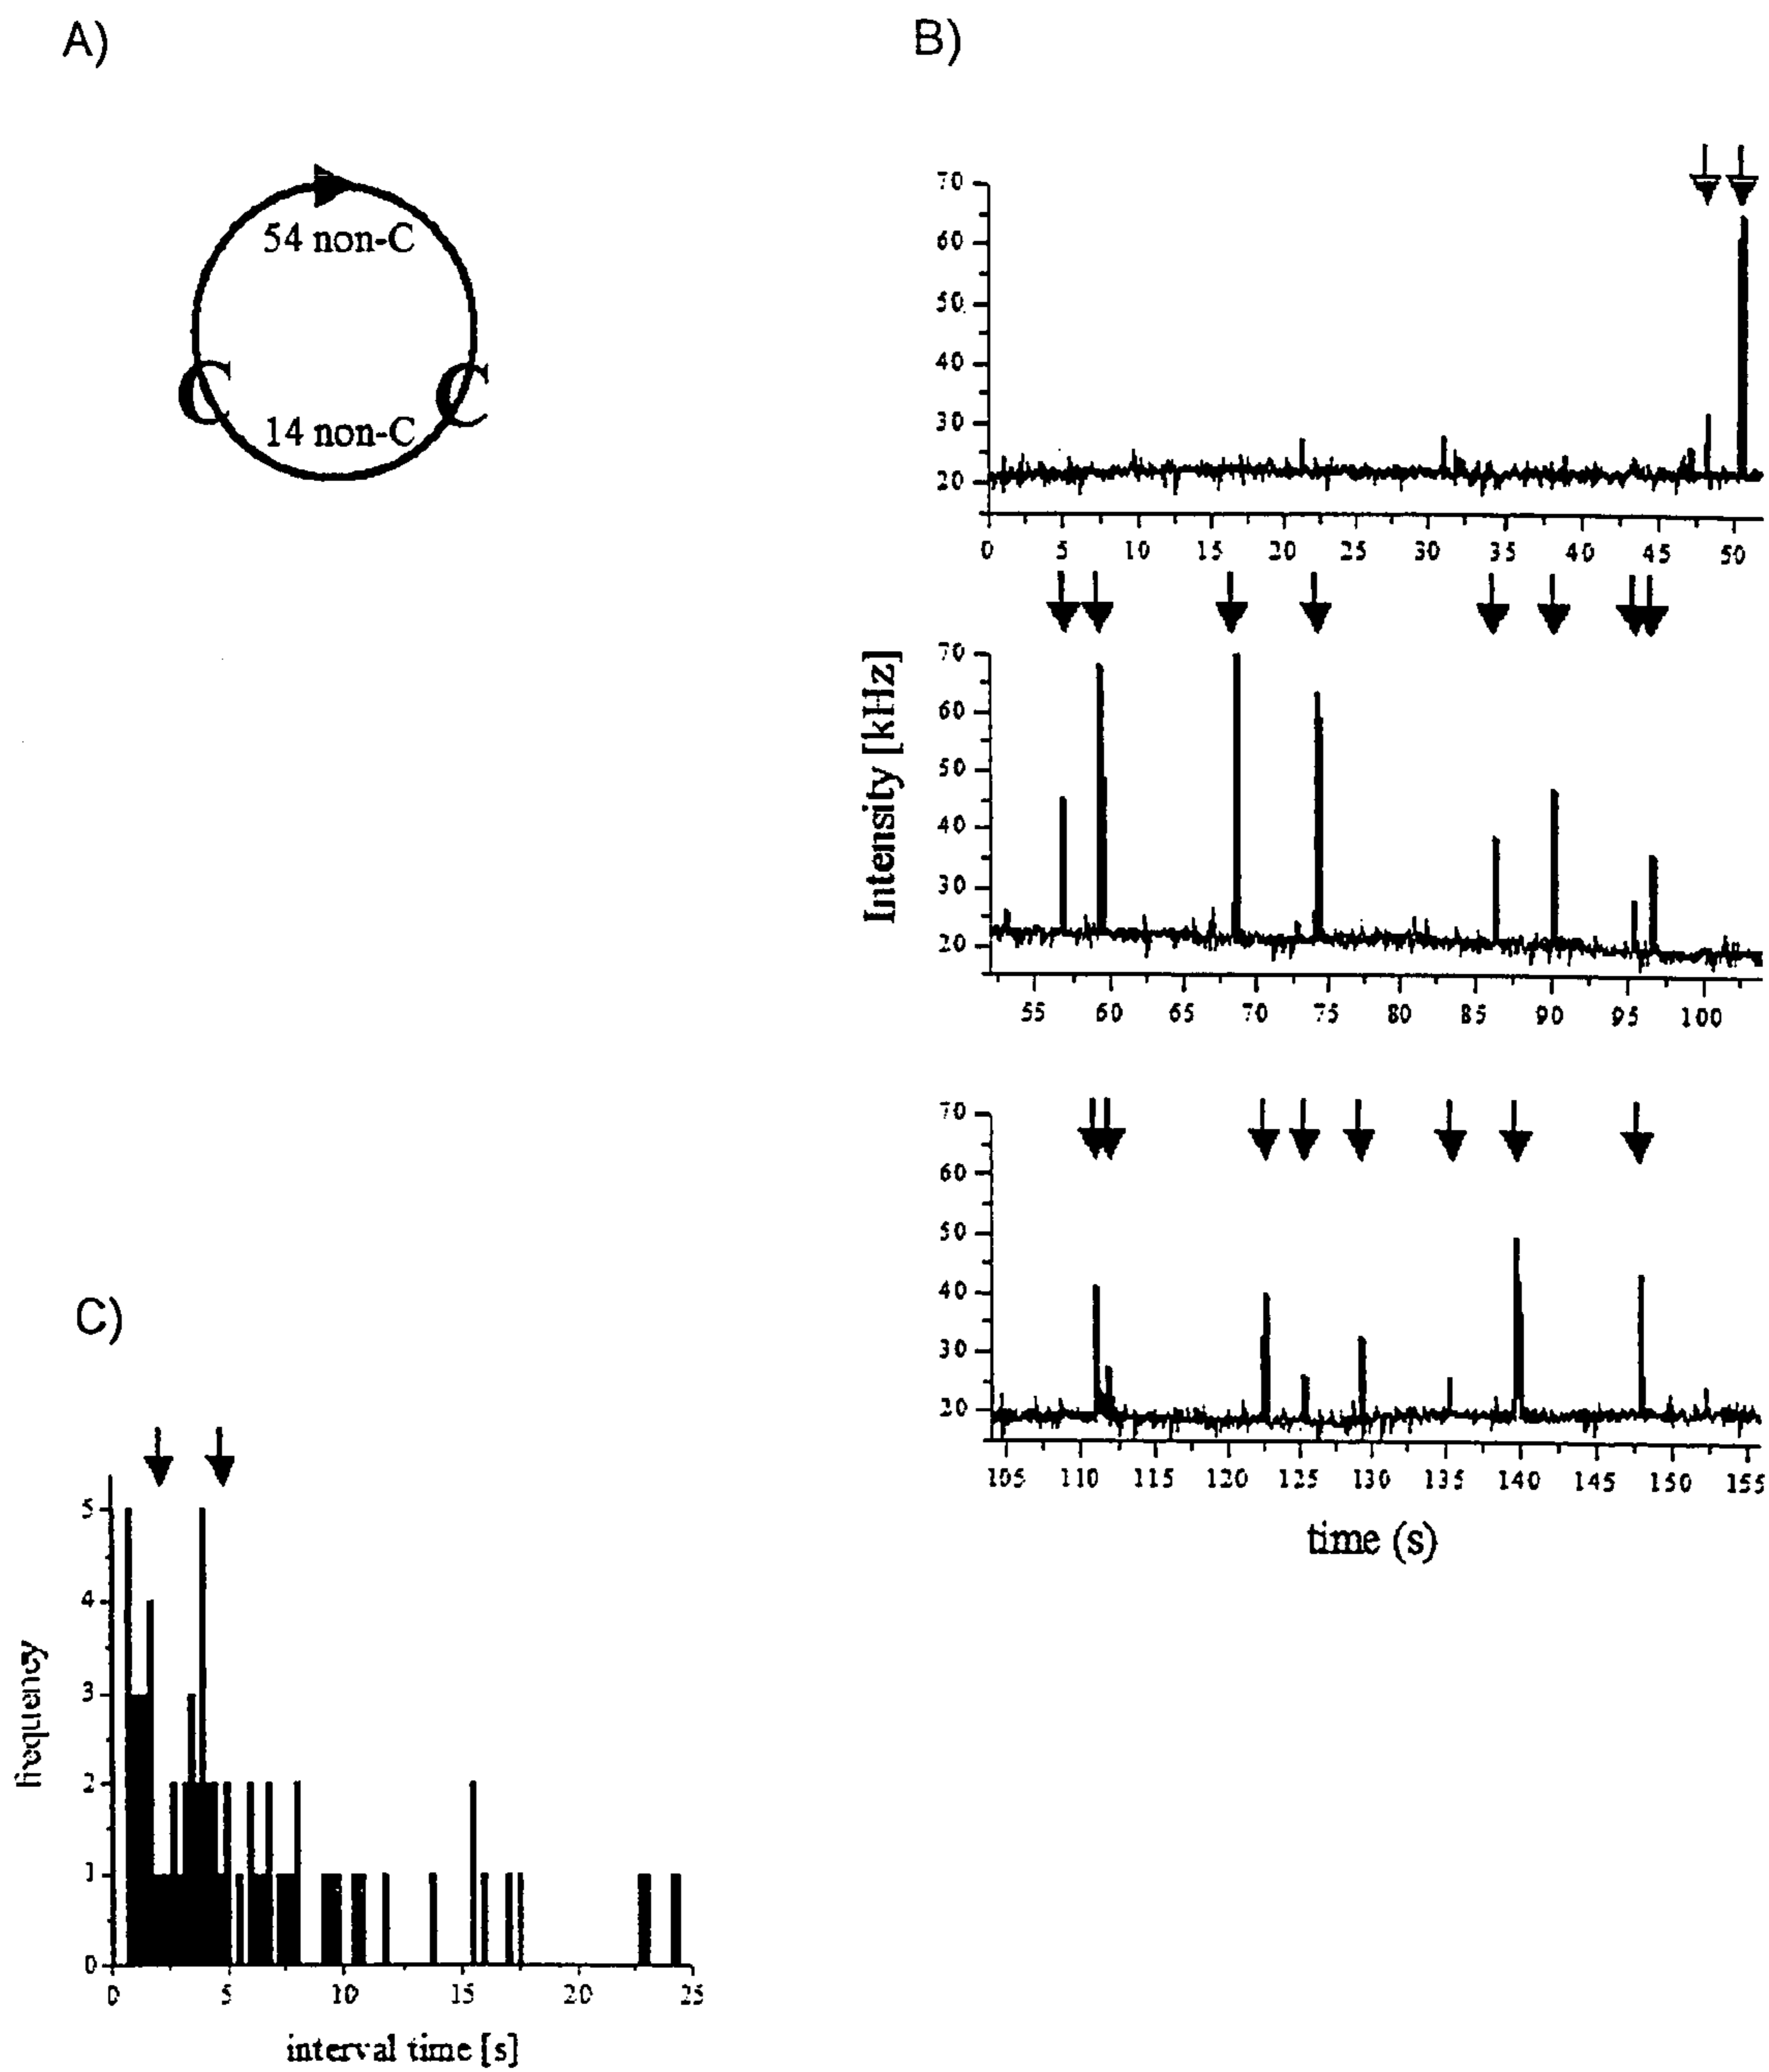 A)
54 non-C
C C
14 non-C
B)
70
60
50
40
30
20
0 5 10 15 20 25 30 35 40 45 50
Intensity [kHz]
70
60
50
40
30
20
55 60 65 70 75 80 85 90 95 100
70
60
50
40
30
20
105 110 115 120 125 130 135 140 145 150 155
time (s)
C)
frequency
5
4
3
2
1
0
0 5 10 15 20 25
interval time [s]